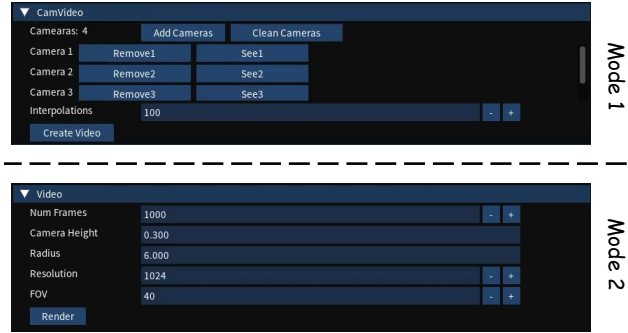 CamVideo
Camearas: 4 Add Cameras Clean Cameras
Camera 1 Remove1 See1
Camera 2 Remove2 See2
Camera 3 Remove3 See3
Interpolations 100 - +
Create Video
Mode 1
Video
Num Frames 1000 - +
Camera Height 0.300
Radius 6.000
Resolution 1024 - +
FOV 40 - +
Render
Mode 2